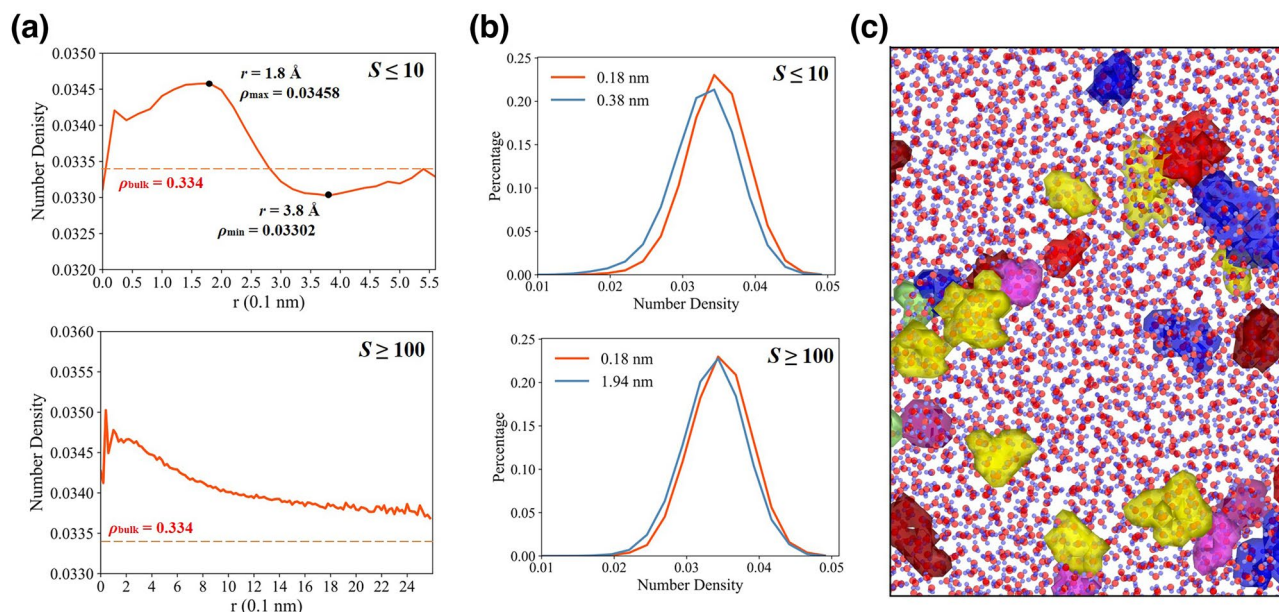 (a)
0.0350
0.0345
0.0340
0.0335
0.0330
0.0325
0.0320
Number Denisty
S ≤ 10
r = 1.8 Å
ρmax = 0.03458
ρbulk = 0.334
r = 3.8 Å
ρmin = 0.03302
0 0.5 1.0 1.5 2.0 2.5 3.0 3.5 4.0 4.5 5.0 5.5
r (0.1 nm)
0.0360
0.0355
0.0350
0.0345
0.0340
0.0335
0.0330
Number Density
S ≥ 100
ρbulk = 0.334
0 2 4 6 8 10 12 14 16 18 20 22 24
r (0.1 nm)
(b)
0.25
0.20
0.15
0.10
0.05
0.00
Percentage
0.18 nm
0.38 nm
S ≤ 10
0.01 0.02 0.03 0.04 0.05
Number Density
0.25
0.20
0.15
0.10
0.05
0.00
Percentage
0.18 nm
1.94 nm
S ≥ 100
0.01 0.02 0.03 0.04 0.05
Number Density
(c)